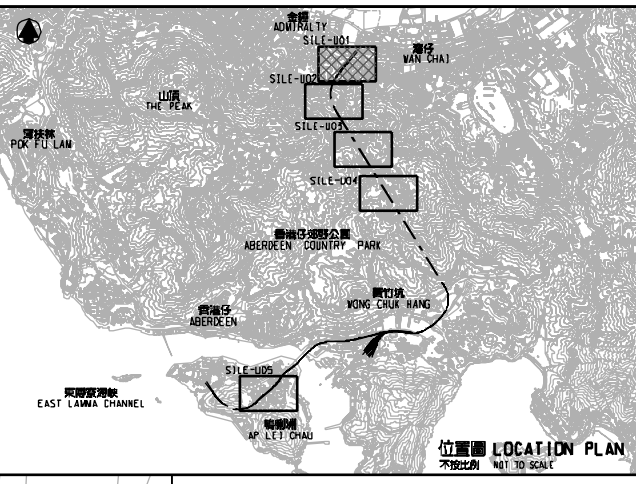 金鐘
ADMIRALTY
SILE-U01
灣仔
WAN CHAI
SILE-U02
山頂
THE PEAK
SILE-U03
薄扶林
POK FU LAM
SILE-U04
香港仔郊野公園
ABERDEEN COUNTRY PARK
黃竹坑
WONG CHUK HANG
香港仔
ABERDEEN
SILE-U05
東博寮海峽
EAST LAMMA CHANNEL
鴨脷洲
AP LEI CHAU
位置圖 LOCATION PLAN
不按比例 NOT TO SCALE